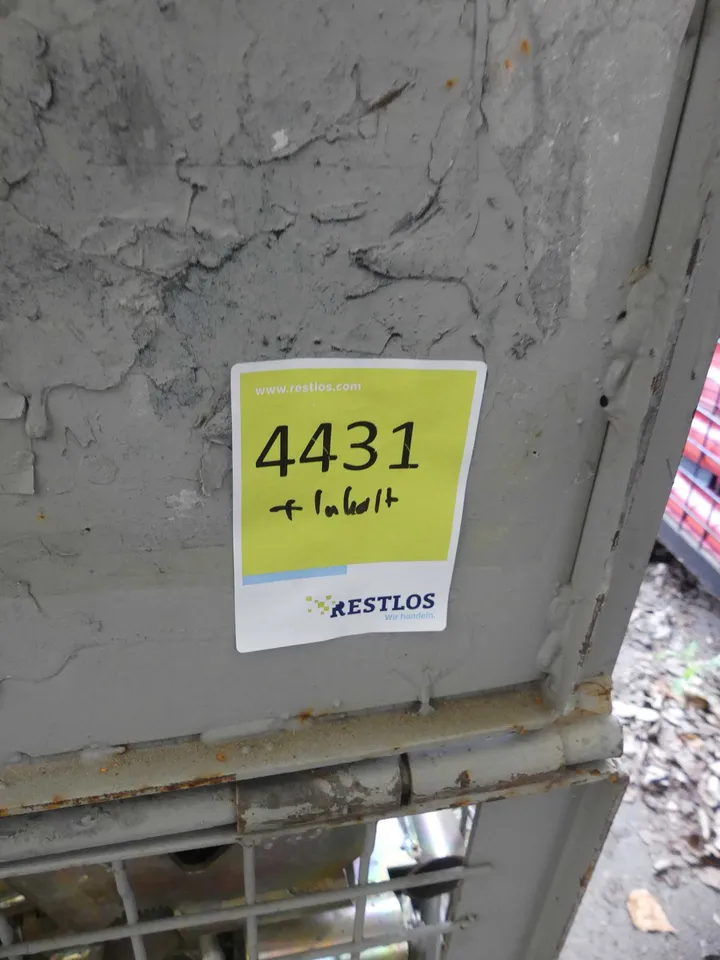 www.restlos.com
4431
+ Inhalt
RESTLOS
Wir handeln.